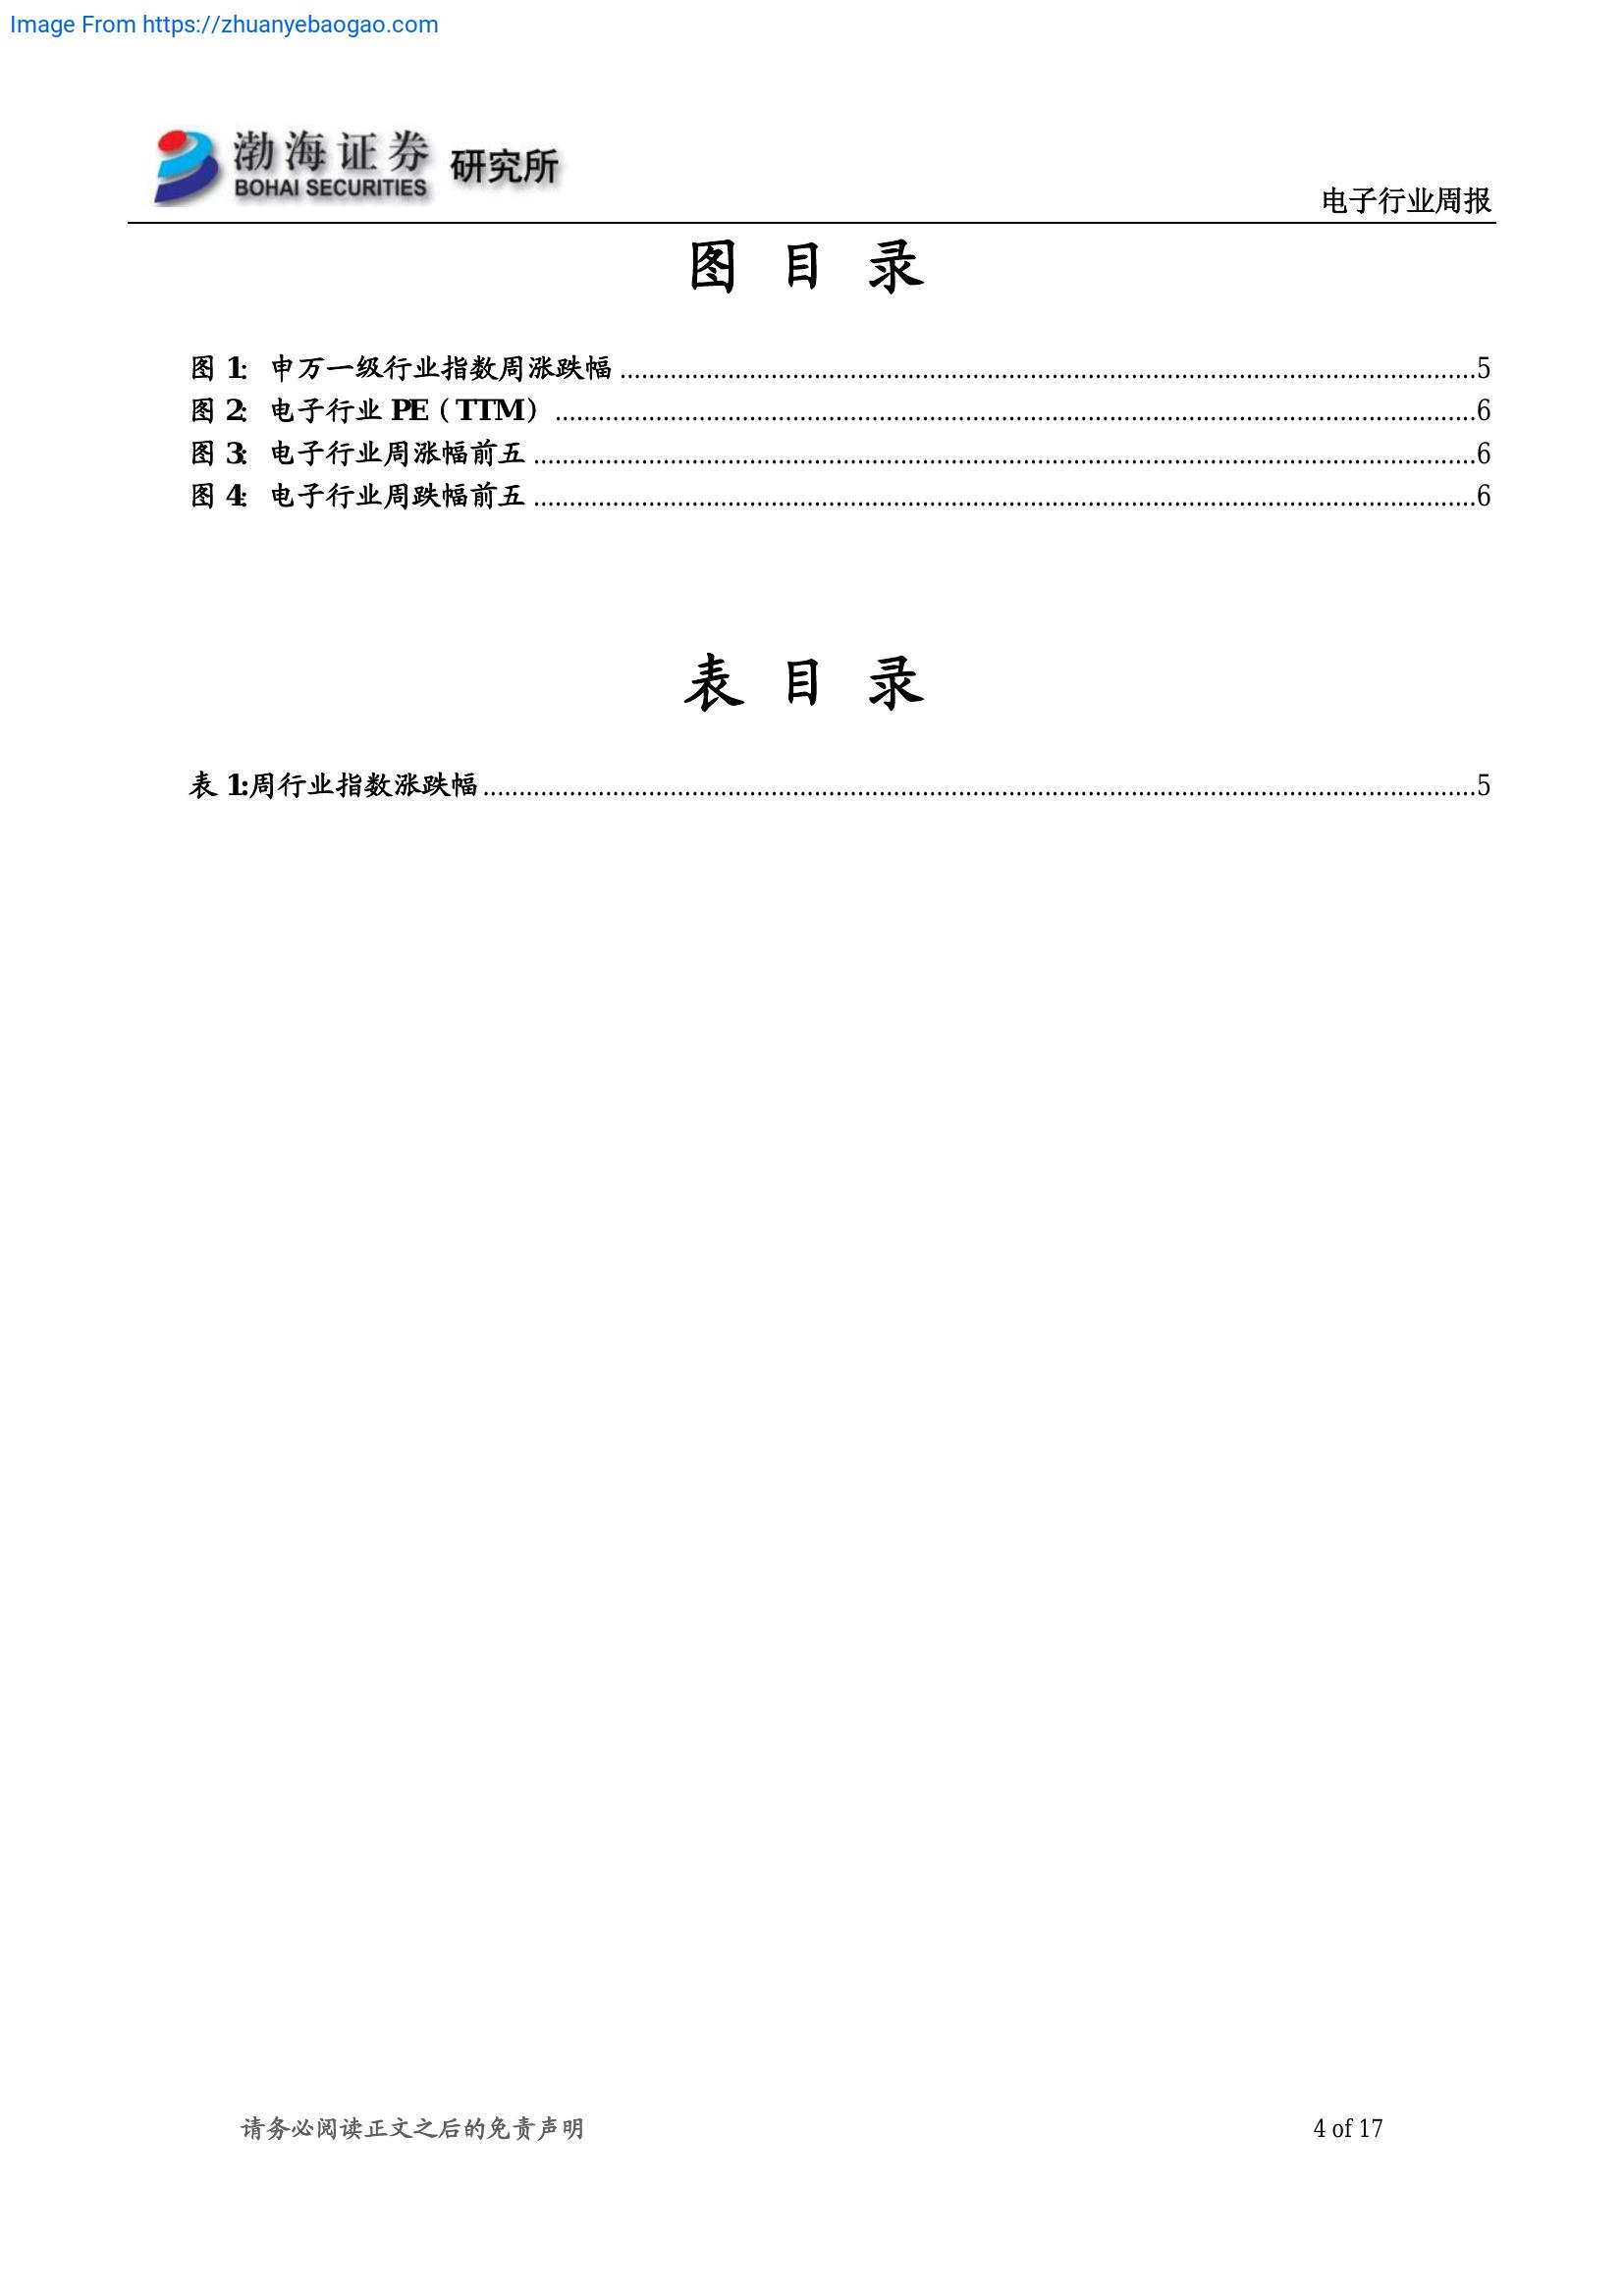 Image From https://zhuanyebaogao.com
渤海证券 研究所
BOHAI SECURITIES
电子行业周报
图 目 录
图 1: 申万一级行业指数周涨跌幅........................................5
图 2: 电子行业 PE（TTM）........................................6
图 3: 电子行业周涨幅前五........................................6
图 4: 电子行业周跌幅前五........................................6
表 目 录
表 1:周行业指数涨跌幅........................................5
请务必阅读正文之后的免责声明 4 of 17